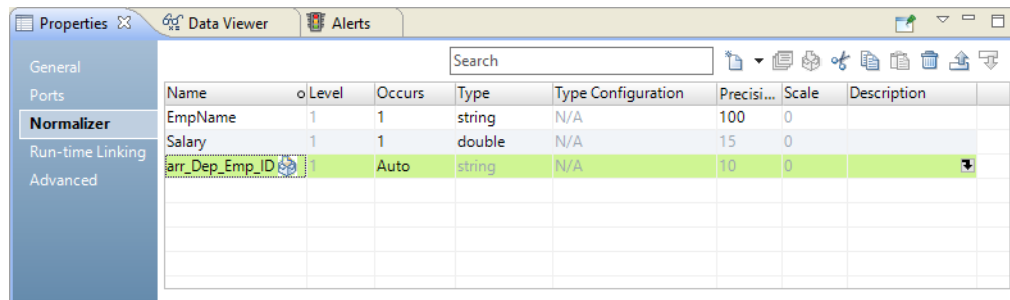 Properties Data Viewer Alerts
Search
General
Ports
Normalizer
Run-time Linking
Advanced
Name Level Occurs Type Type Configuration Precisi... Scale Description
EmpName 1 1 string N/A 100 0
Salary 1 1 double N/A 15 0
arr_Dep_Emp_ID 1 Auto string N/A 10 0